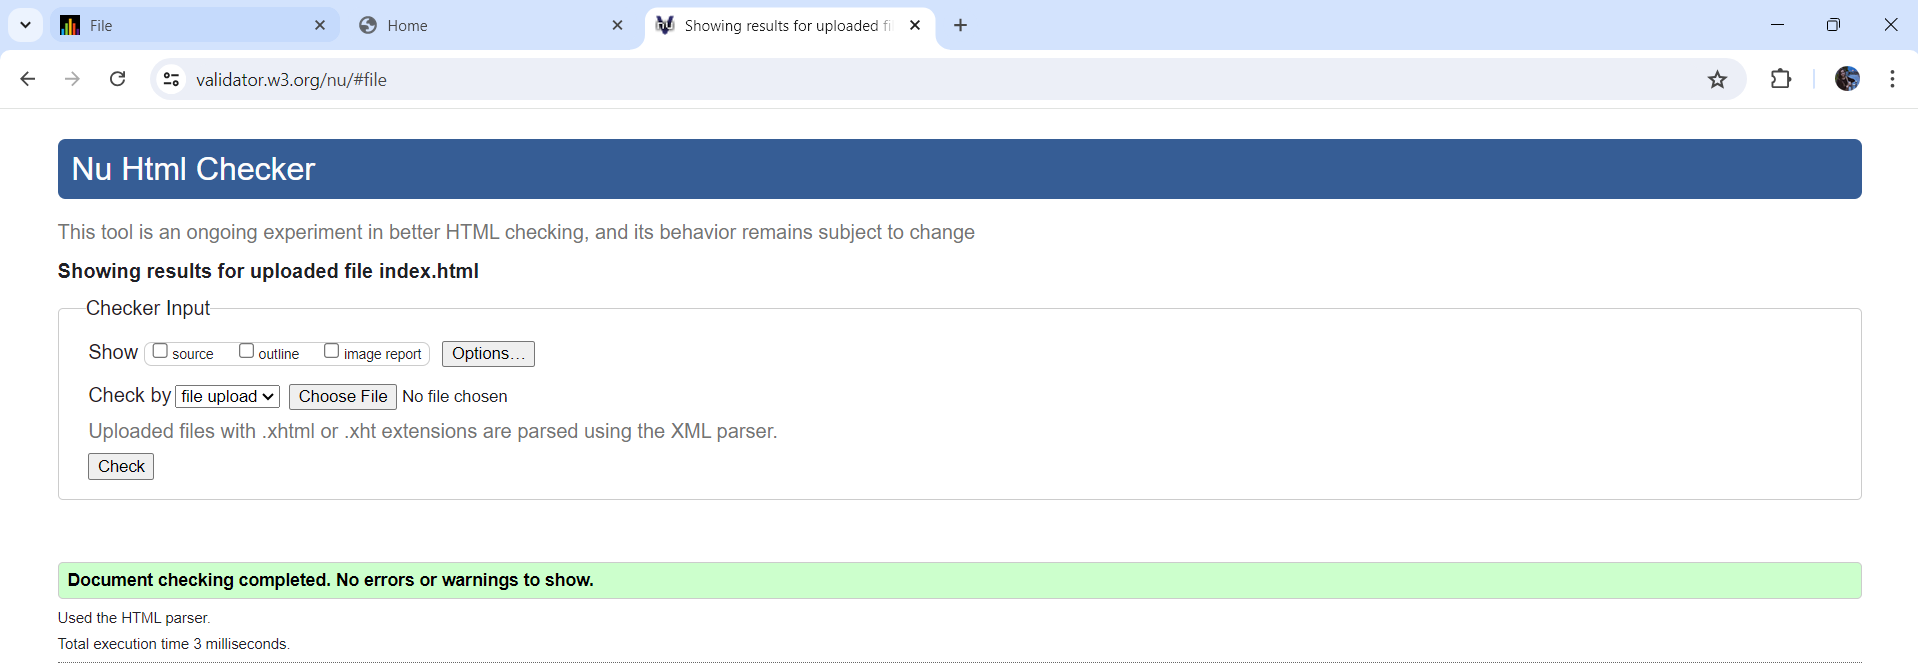 File
Home
Showing results for uploaded fi
validator.w3.org/nu/#file
Nu Html Checker
This tool is an ongoing experiment in better HTML checking, and its behavior remains subject to change
Showing results for uploaded file index.html
Checker Input
Show source outline image report Options...
Check by file upload Choose File No file chosen
Uploaded files with .xhtml or .xht extensions are parsed using the XML parser.
Check
Document checking completed. No errors or warnings to show.
Used the HTML parser.
Total execution time 3 milliseconds.